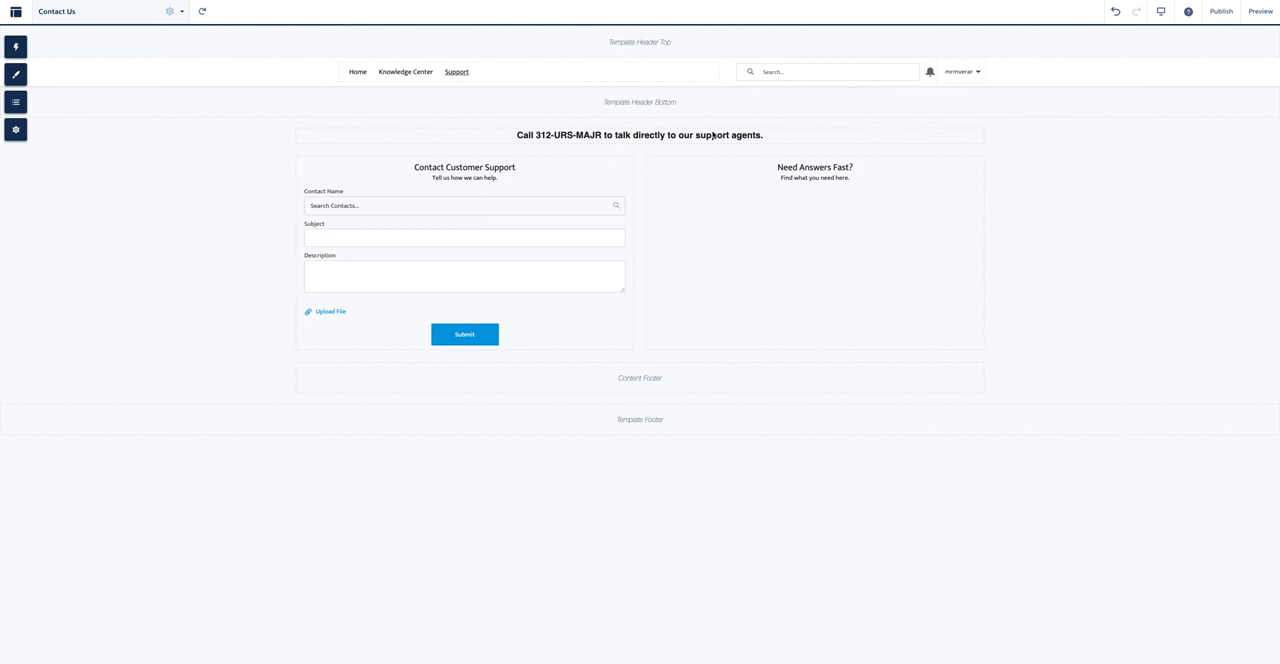 Contact Us
Publish
Preview
Template Header Top
Home Knowledge Center Support
Search...
mrmverar
Template Header Bottom
Call 312-URS-MAJR to talk directly to our support agents.
Contact Customer Support
Tell us how we can help.
Contact Name
Search Contacts...
Subject
Description
Upload File
Submit
Need Answers Fast?
Find what you need here.
Content Footer
Template Footer